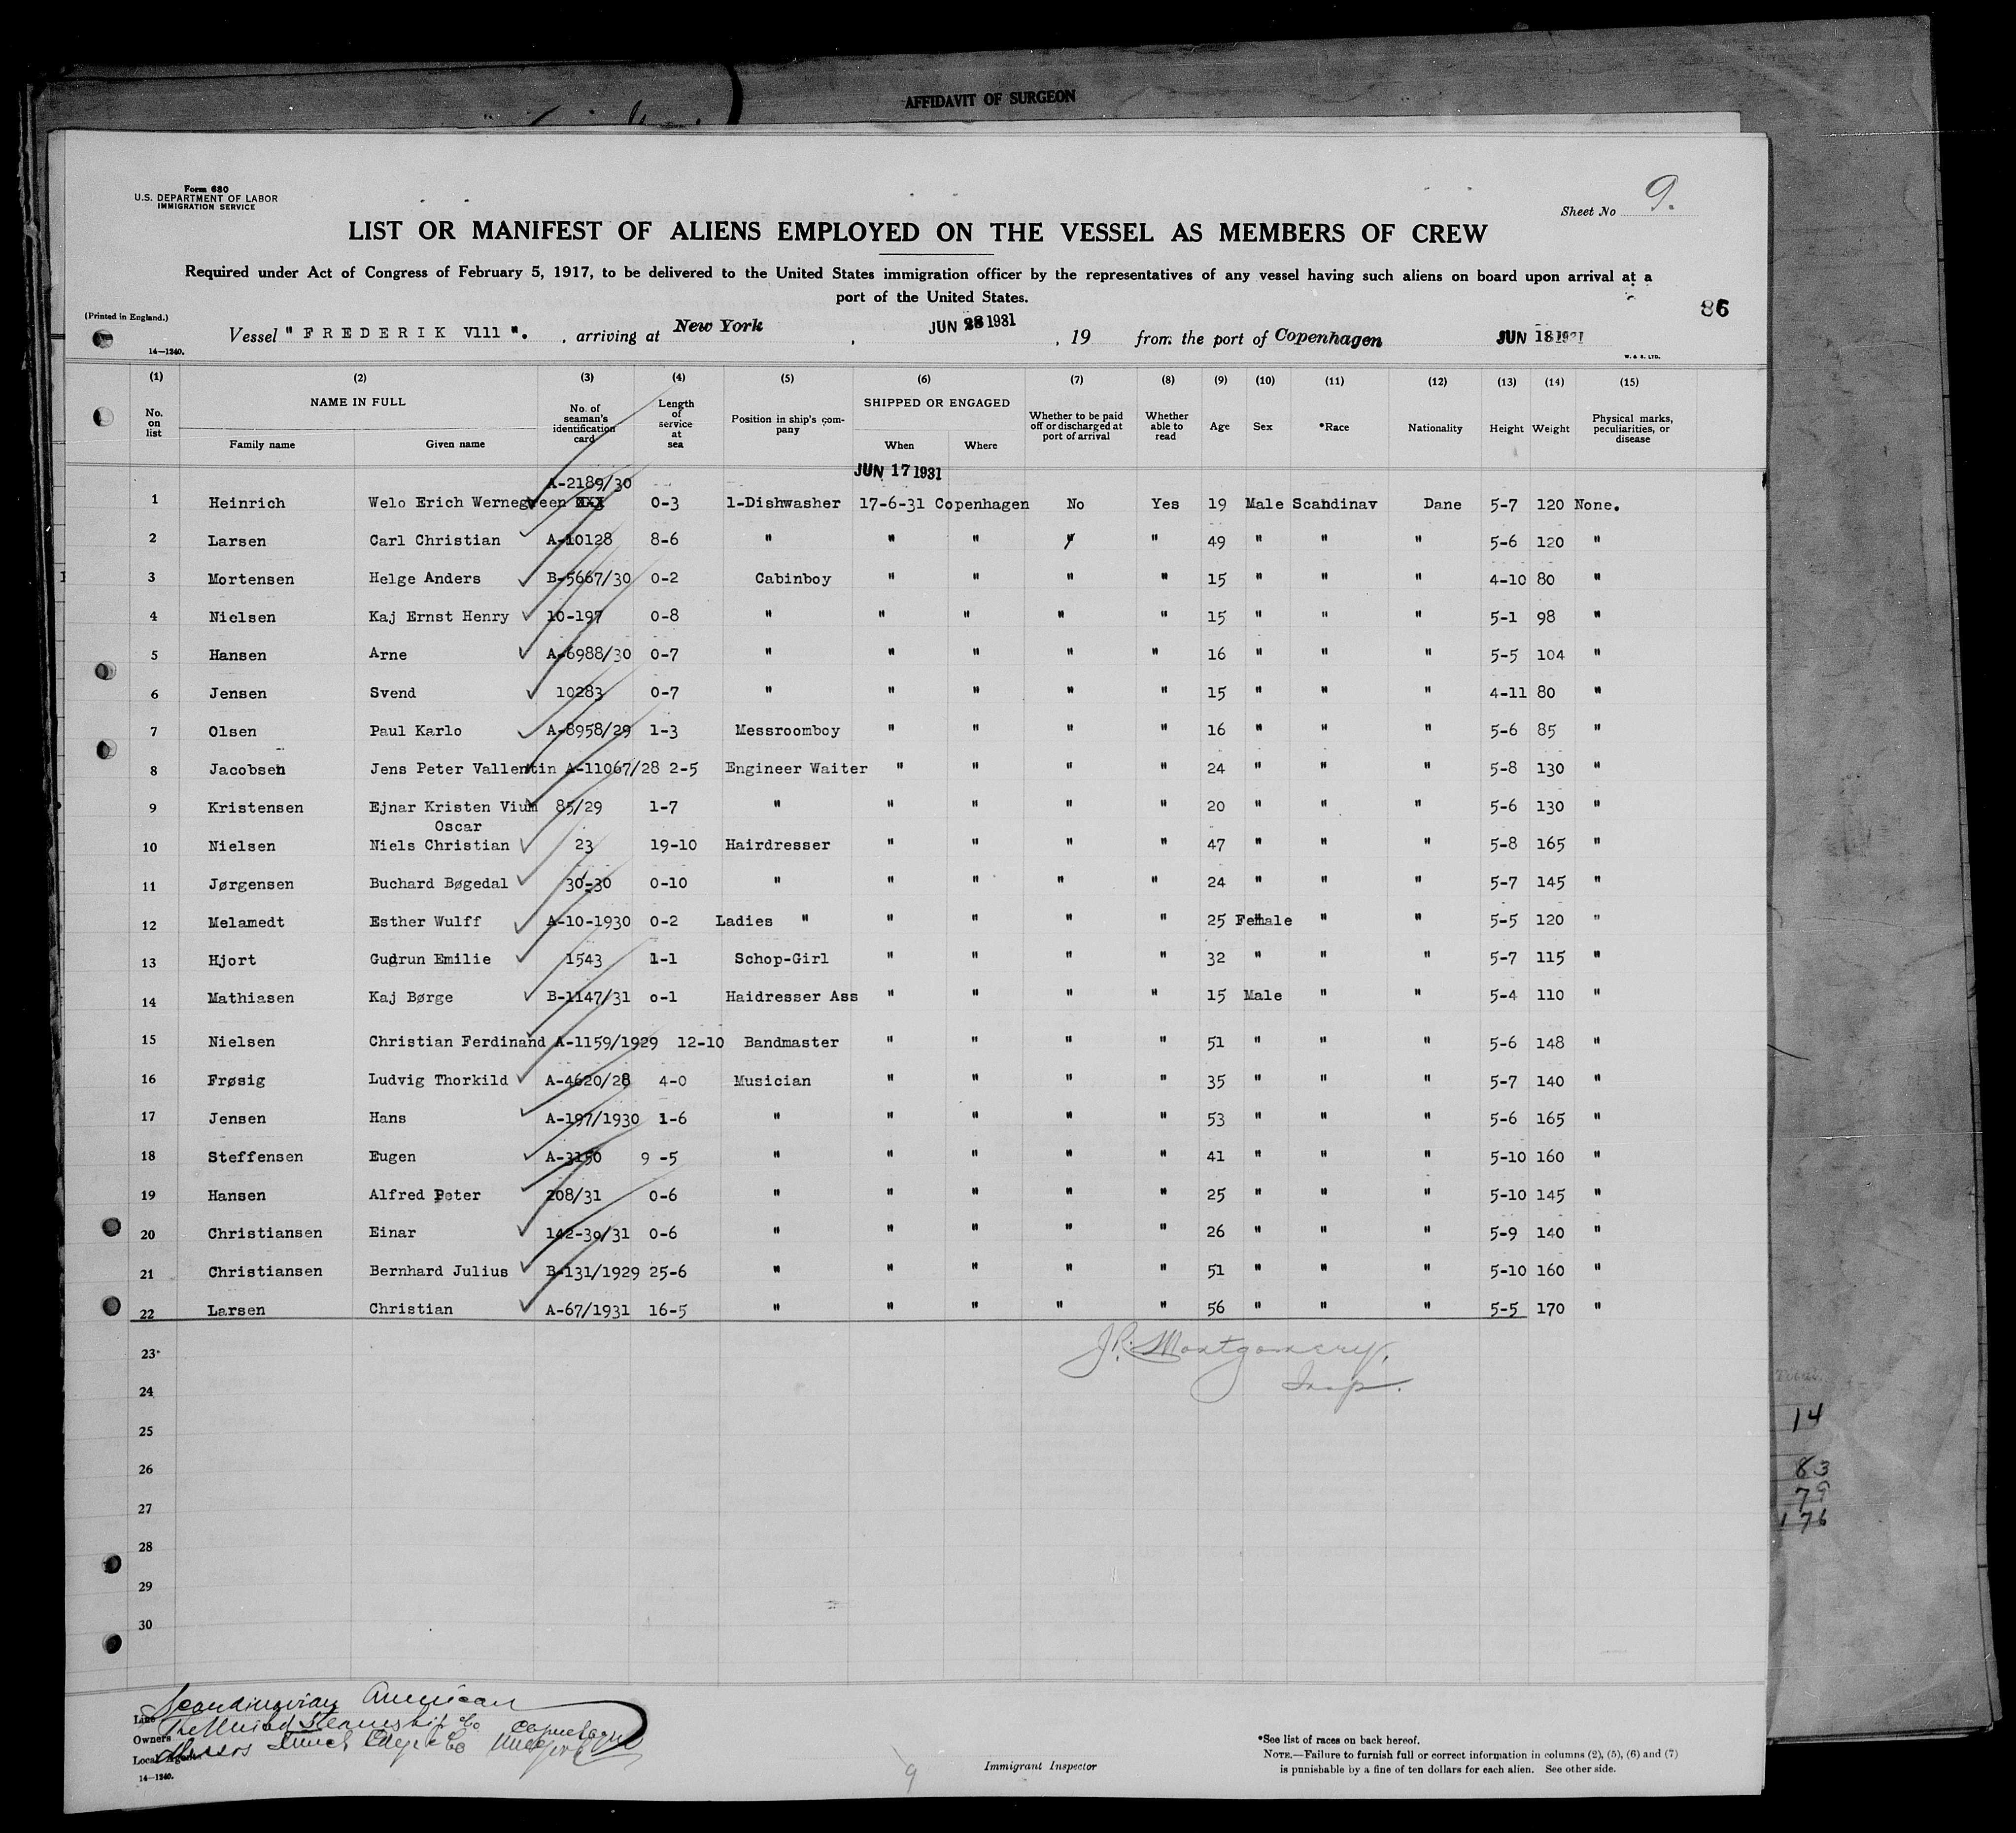 AFFIDAVIT OF SURGEON
Form 680
U.S. DEPARTMENT OF LABOR
IMMIGRATION SERVICE
Sheet No 9.
LIST OR MANIFEST OF ALIENS EMPLOYED ON THE VESSEL AS MEMBERS OF CREW
Required under Act of Congress of February 5, 1917, to be delivered to the United States immigration officer by the representatives of any vessel having such aliens on board upon arrival at a
port of the United States.
86
(Printed in England.)
Vessel "FREDERIK V111". , arriving at New York , JUN 28 1931 , 19 from the port of Copenhagen JUN 18 1931
14—1240.
W. & S. LTD.
(1) (2) (3) (4) (5) (6) (7) (8) (9) (10) (11) (12) (13) (14) (15)
No. on list NAME IN FULL Family name Given name No. of seaman's identification card Length of service at sea Position in ship's company SHIPPED OR ENGAGED When Where Whether to be paid off or discharged at port of arrival Whether able to read Age Sex *Race Nationality Height Weight Physical marks, peculiarities, or disease
JUN 17 1931
A-2189/30
1 Heinrich Welo Erich Wernegreen XXX 0-3 1-Dishwasher 17-6-31 Copenhagen No Yes 19 Male Scandinav Dane 5-7 120 None.
2 Larsen Carl Christian A-10128 8-6 " " " " " 49 " " " 5-6 120 "
3 Mortensen Helge Anders B-5667/30 0-2 Cabinboy " " " " 15 " " " 4-10 80 "
4 Nielsen Kaj Ernst Henry 10-197 0-8 " " " " " 15 " " " 5-1 98 "
5 Hansen Arne A-6988/30 0-7 " " " " " 16 " " " 5-5 104 "
6 Jensen Svend 10283 0-7 " " " " " 15 " " " 4-11 80 "
7 Olsen Paul Karlo A-8958/29 1-3 Messroomboy " " " " 16 " " " 5-6 85 "
8 Jacobsen Jens Peter Vallentin A-11067/28 2-5 Engineer Waiter " " " " 24 " " " 5-8 130 "
9 Kristensen Ejnar Kristen Vium 85/29 1-7 " " " " " 20 " " " 5-6 130 "
Oscar
10 Nielsen Niels Christian 23 19-10 Hairdresser " " " " 47 " " " 5-8 165 "
11 Jørgensen Buchard Bøgedal 30-30 0-10 " " " " " 24 " " " 5-7 145 "
12 Melamedt Esther Wulff A-10-1930 0-2 Ladies " " " " " 25 Female " " 5-5 120 "
13 Hjort Gudrun Emilie 1543 1-1 Schop-Girl " " " " 32 " " " 5-7 115 "
14 Mathiasen Kaj Børge B-1147/31 o-1 Haidresser Ass " " " " 15 Male " " 5-4 110 "
15 Nielsen Christian Ferdinand A-1159/1929 12-10 Bandmaster " " " " 51 " " " 5-6 148 "
16 Frøsig Ludvig Thorkild A-4620/28 4-0 Musician " " " " 35 " " " 5-7 140 "
17 Jensen Hans A-197/1930 1-6 " " " " " 53 " " " 5-6 165 "
18 Steffensen Eugen A-3150 9 -5 " " " " " 41 " " " 5-10 160 "
19 Hansen Alfred Peter 208/31 0-6 " " " " " 25 " " " 5-10 145 "
20 Christiansen Einar 142-30/31 0-6 " " " " " 26 " " " 5-9 140 "
21 Christiansen Bernhard Julius B-131/1929 25-6 " " " " " 51 " " " 5-10 160 "
22 Larsen Christian A-67/1931 16-5 " " " " " 56 " " " 5-5 170 "
J.R. Montgomery,
Insp.
23
24
25
26
27
28
29
30
Total
14
83
79
176
Line Scandinavian American
Owners The United Steamship Co Copenhagen
Local Agents
14—1240.
9
Immigrant Inspector
*See list of races on back hereof.
NOTE.—Failure to furnish full or correct information in columns (2), (5), (6) and (7)
is punishable by a fine of ten dollars for each alien. See other side.